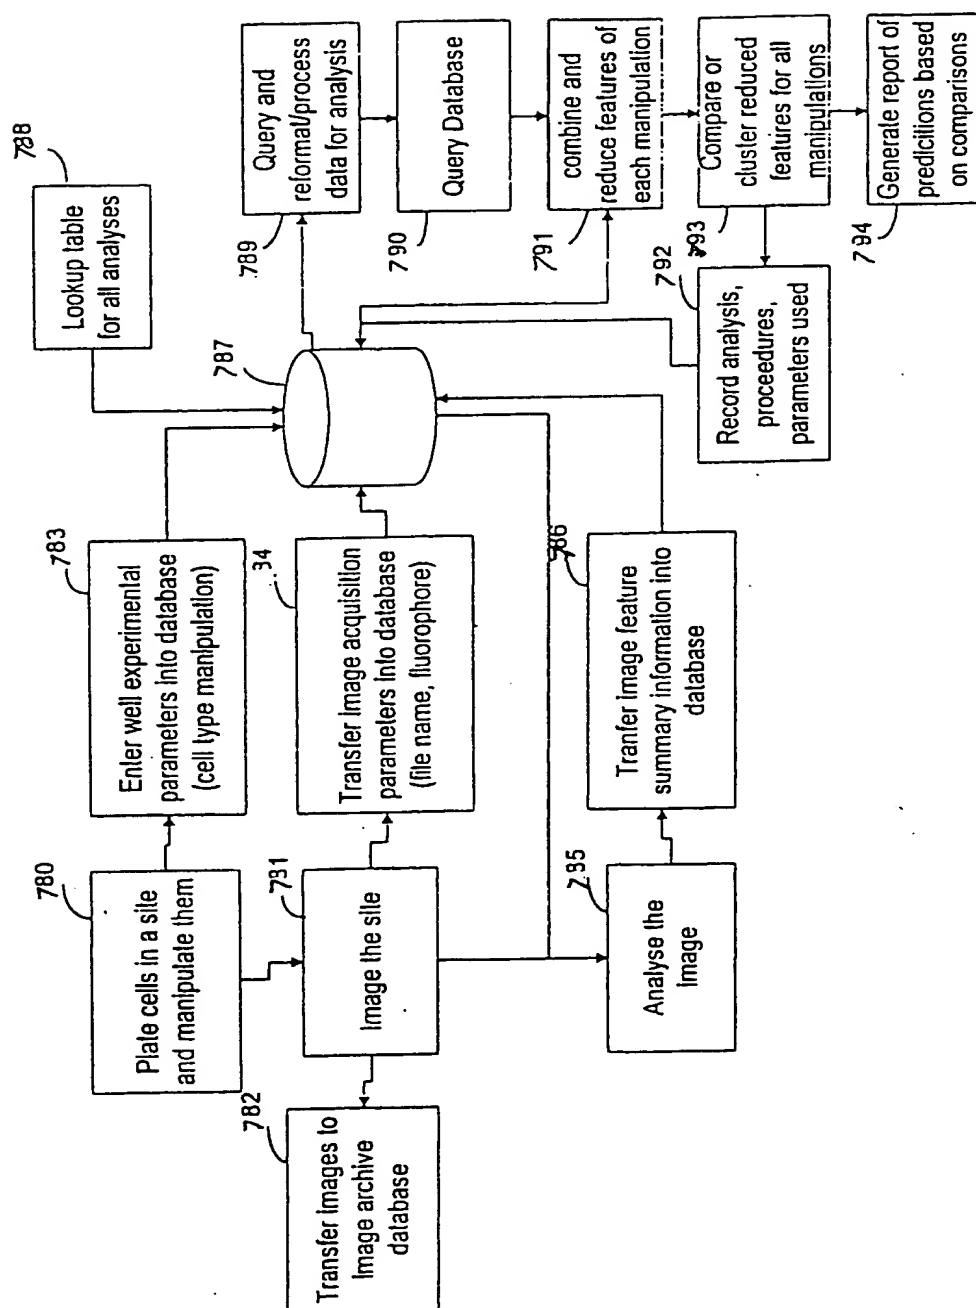 780
Plate cells in a site
and manipulate them
783
Enter well experimental
parameters into database
(cell type manipulation)
788
Lookup table
for all analyses
782
Transfer images to
Image archive
database
781
Image the site
34
Transfer image acquisition
parameters into database
(file name, fluorophore)
787
789
Query and
reformal/process
data for analysis
790
Query Database
791
combine and
reduce features of
each manipulation
793
Compare or
cluster reduced
features for all
manipulations
794
Generate report of
predicitions based
on comparisons
785
Analyse the
image
86
Tranfer image feature
summary information into
database
792
Record analysis,
proceedures,
parameters used